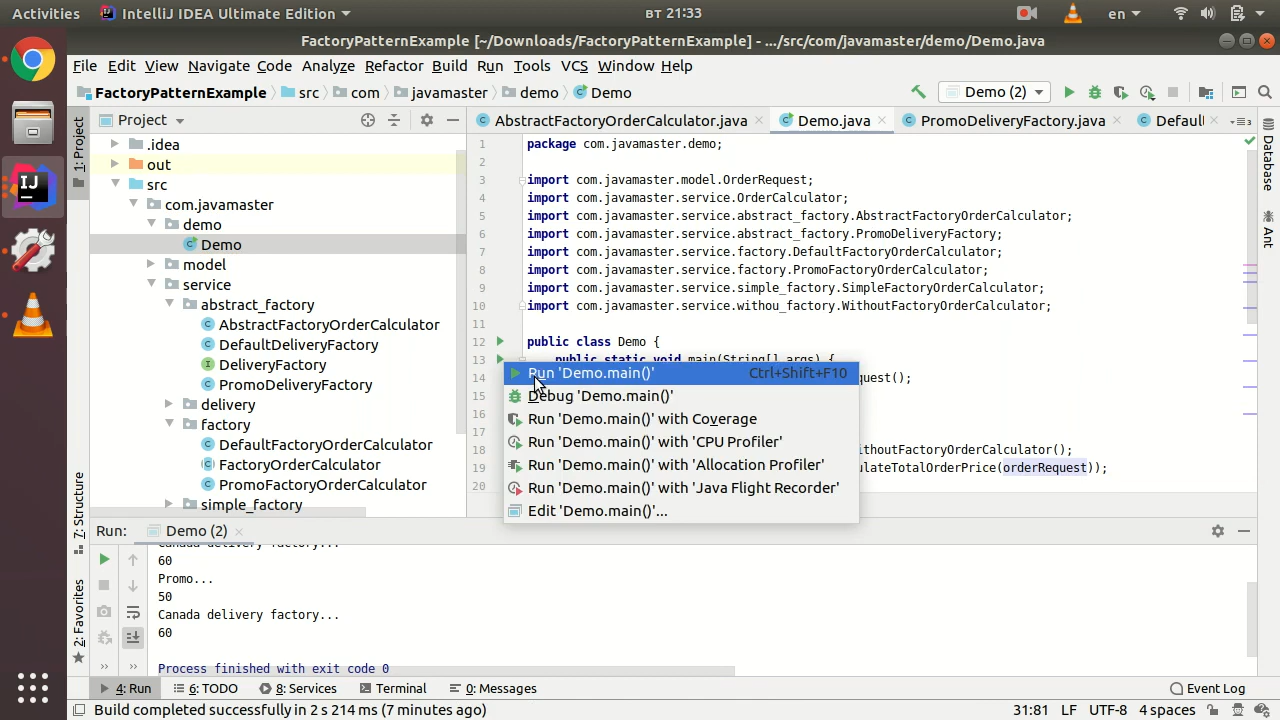 Activities IntelliJ IDEA Ultimate Edition вт 21:33 en
FactoryPatternExample [~/Downloads/FactoryPatternExample] - .../src/com/javamaster/demo/Demo.java
File Edit View Navigate Code Analyze Refactor Build Run Tools VCS Window Help
FactoryPatternExample src com javamaster demo Demo Demo (2)
Project AbstractFactoryOrderCalculator.java Demo.java PromoDeliveryFactory.java
1: Project
7: Structure
2: Favorites
Database
Ant
.idea
out
src
com.javamaster
demo
Demo
model
service
abstract_factory
AbstractFactoryOrderCalculator
DefaultDeliveryFactory
DeliveryFactory
PromoDeliveryFactory
delivery
factory
DefaultFactoryOrderCalculator
FactoryOrderCalculator
PromoFactoryOrderCalculator
simple_factory
1 package com.javamaster.demo;
2
3 import com.javamaster.model.OrderRequest;
4 import com.javamaster.service.OrderCalculator;
5 import com.javamaster.service.abstract_factory.AbstractFactoryOrderCalculator;
6 import com.javamaster.service.abstract_factory.PromoDeliveryFactory;
7 import com.javamaster.service.factory.DefaultFactoryOrderCalculator;
8 import com.javamaster.service.factory.PromoFactoryOrderCalculator;
9 import com.javamaster.service.simple_factory.SimpleFactoryOrderCalculator;
10 import com.javamaster.service.withou_factory.WithoutFactoryOrderCalculator;
11
12 public class Demo {
13 public static void main(String[] args) {
14 quest();
15
16
17
18 ithoutFactoryOrderCalculator();
19 ulateTotalOrderPrice(orderRequest));
20
Run 'Demo.main()' Ctrl+Shift+F10
Debug 'Demo.main()'
Run 'Demo.main()' with Coverage
Run 'Demo.main()' with 'CPU Profiler'
Run 'Demo.main()' with 'Allocation Profiler'
Run 'Demo.main()' with 'Java Flight Recorder'
Edit 'Demo.main()'...
Run: Demo (2)
Canada delivery factory...
60
Promo...
50
Canada delivery factory...
60
Process finished with exit code 0
4: Run 6: TODO 8: Services Terminal 0: Messages Event Log
Build completed successfully in 2 s 214 ms (7 minutes ago) 31:81 LF UTF-8 4 spaces